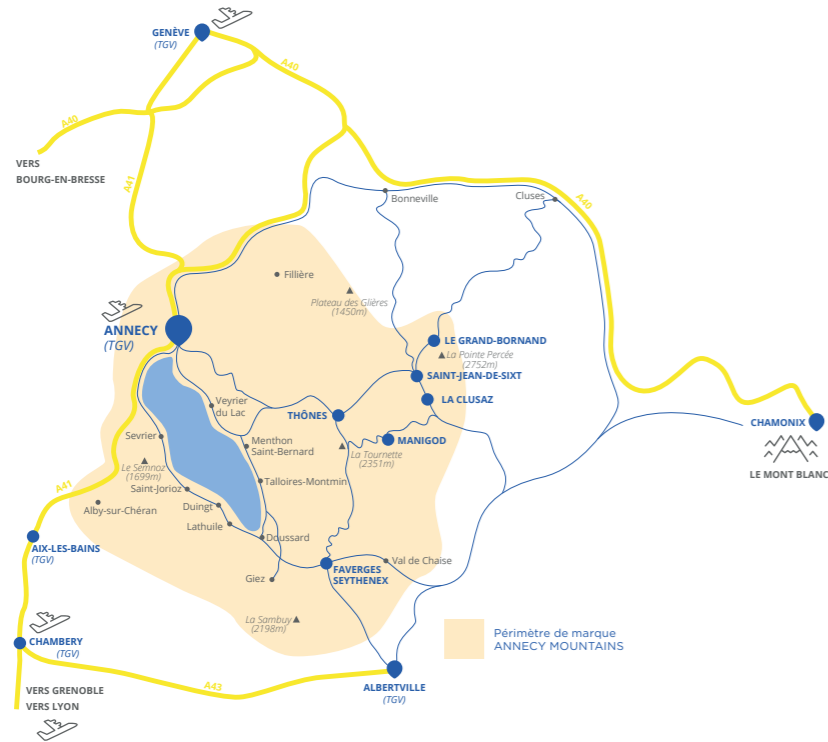 GENÈVE
(TGV)
A40
A40
VERS
BOURG-EN-BRESSE
A41
Bonneville
Cluses
A40
Fillière
Plateau des Glières
(1450m)
ANNECY
(TGV)
LE GRAND-BORNAND
La Pointe Percée
(2752m)
SAINT-JEAN-DE-SIXT
LA CLUSAZ
Veyrier
du Lac
THÔNES
CHAMONIX
LE MONT BLANC
Sevrier
Menthon
Saint-Bernard
MANIGOD
La Tournette
(2351m)
Le Semnoz
(1699m)
A41
Saint-Jorioz
Talloires-Montmin
Alby-sur-Chéran
Duingt
Lathuile
Doussard
AIX-LES-BAINS
(TGV)
Giez
FAVERGES
SEYTHENEX
Val de Chaise
La Sambuy
(2198m)
CHAMBERY
(TGV)
Périmètre de marque
ANNECY MOUNTAINS
A43
ALBERTVILLE
(TGV)
VERS GRENOBLE
VERS LYON